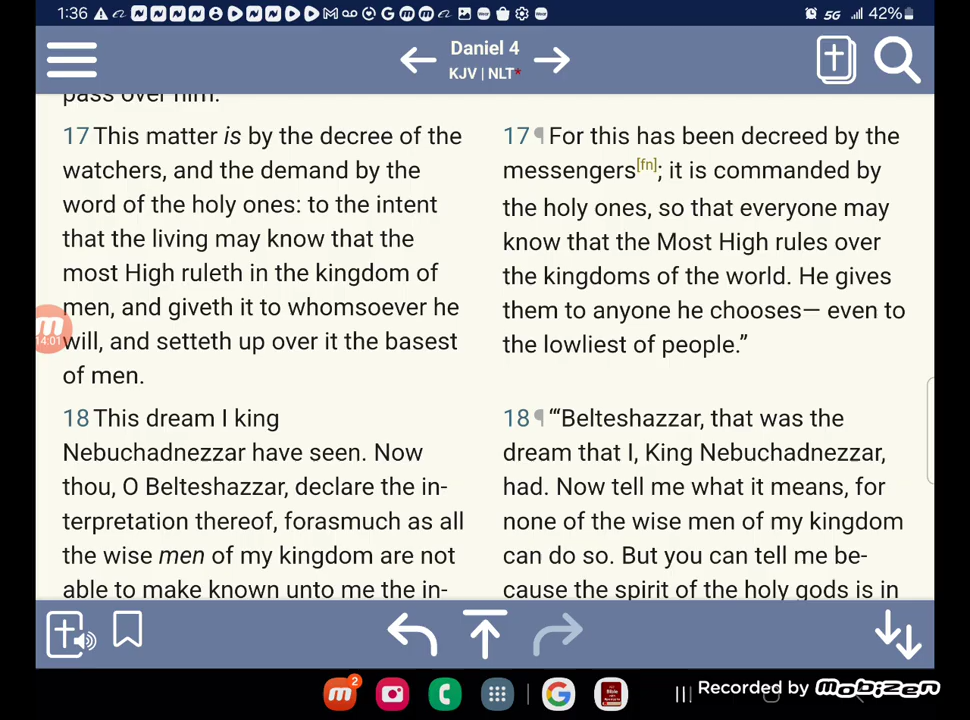 1:36
5G
42%
Daniel 4
KJV | NLT*
pass over him.
17 This matter is by the decree of the
watchers, and the demand by the
word of the holy ones: to the intent
that the living may know that the
most High ruleth in the kingdom of
men, and giveth it to whomsoever he
will, and setteth up over it the basest
of men.
18 This dream I king
Nebuchadnezzar have seen. Now
thou, O Belteshazzar, declare the in-
terpretation thereof, forasmuch as all
the wise men of my kingdom are not
able to make known unto me the in-
17 ¶ For this has been decreed by the
messengers[fn]; it is commanded by
the holy ones, so that everyone may
know that the Most High rules over
the kingdoms of the world. He gives
them to anyone he chooses— even to
the lowliest of people.”
18 ¶ “‘Belteshazzar, that was the
dream that I, King Nebuchadnezzar,
had. Now tell me what it means, for
none of the wise men of my kingdom
can do so. But you can tell me be-
cause the spirit of the holy gods is in
14:01
2
Recorded by mobizen